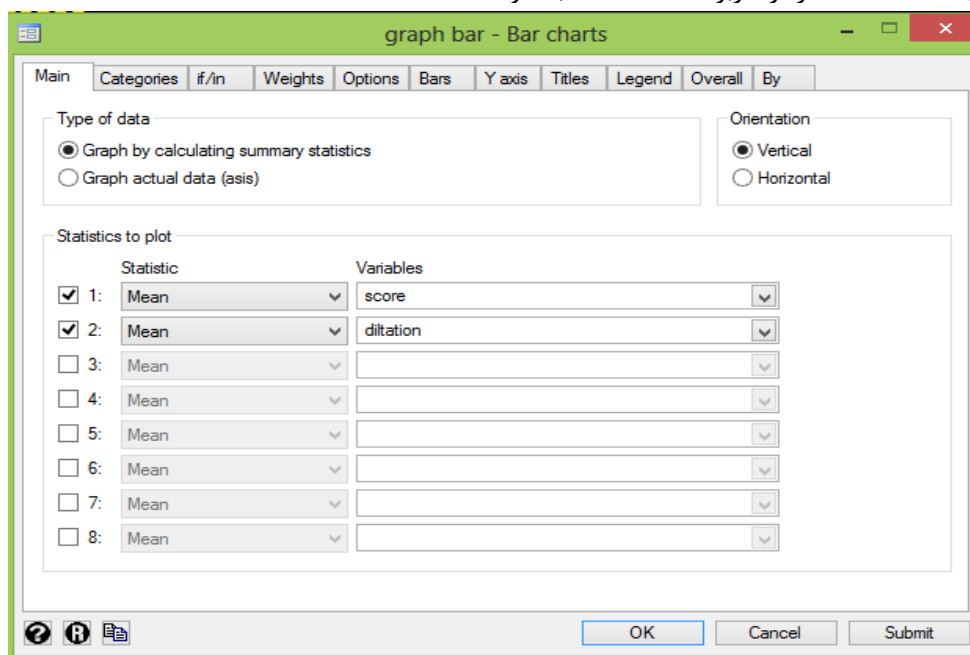 graph bar - Bar charts
Main Categories if/in Weights Options Bars Y axis Titles Legend Overall By
Type of data
Graph by calculating summary statistics
Graph actual data (asis)
Orientation
Vertical
Horizontal
Statistics to plot
Statistic Variables
1: Mean score
2: Mean diltation
3: Mean
4: Mean
5: Mean
6: Mean
7: Mean
8: Mean
? R
OK Cancel Submit